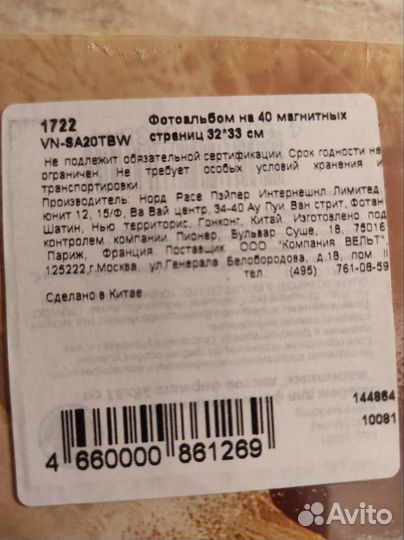 1722
Фотоальбом на 40 магнитных
VN-SA20TBW страниц 32*33 см
Не подлежит обязательной сертификации. Срок годности не
ограничен. Не требует особых условий хранения и
транспортировки.
Производитель: Норд Расе Пэйпер Интернешнл Лимитед,
юнит 12, 15/Ф, Ва Вай центр, 34-40 Ау Пуи Ван стрит, Фотан
Шатин, Нью территорис, Гонконг, Китай. Изготовлено под
контролем компании Пионер, Бульвар Суше, 18, 75016
Париж, Франция Поставщик ООО "Компания ВЕЛЬТ",
125222,г.Москва, ул.Генерала Белобородова, д.18, пом II
тел (495) 761-08-59
Сделано в Китае
144864
10081
4 660000 861269
Avito